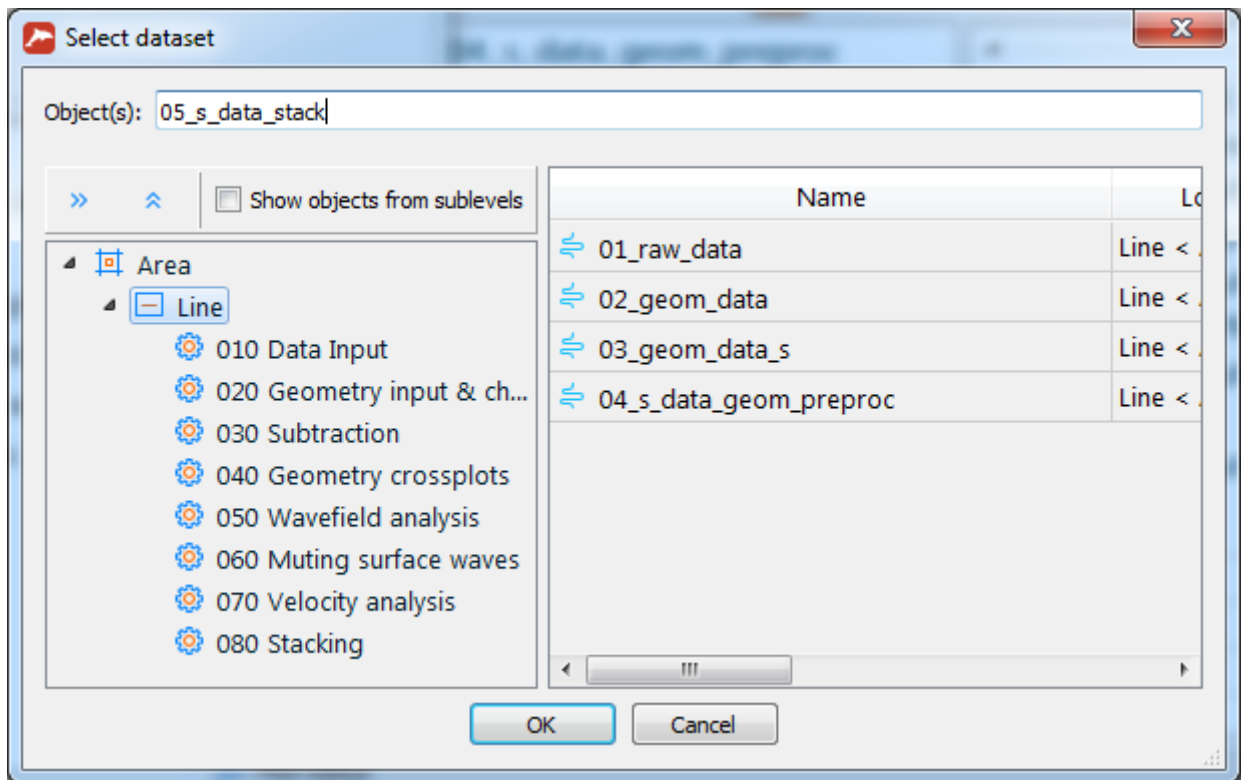 Select dataset
Object(s): 05_s_data_stack
Show objects from sublevels
Area
Line
010 Data Input
020 Geometry input & ch...
030 Subtraction
040 Geometry crossplots
050 Wavefield analysis
060 Muting surface waves
070 Velocity analysis
080 Stacking
Name
01_raw_data Line <
02_geom_data Line <
03_geom_data_s Line <
04_s_data_geom_preproc Line <
OK Cancel